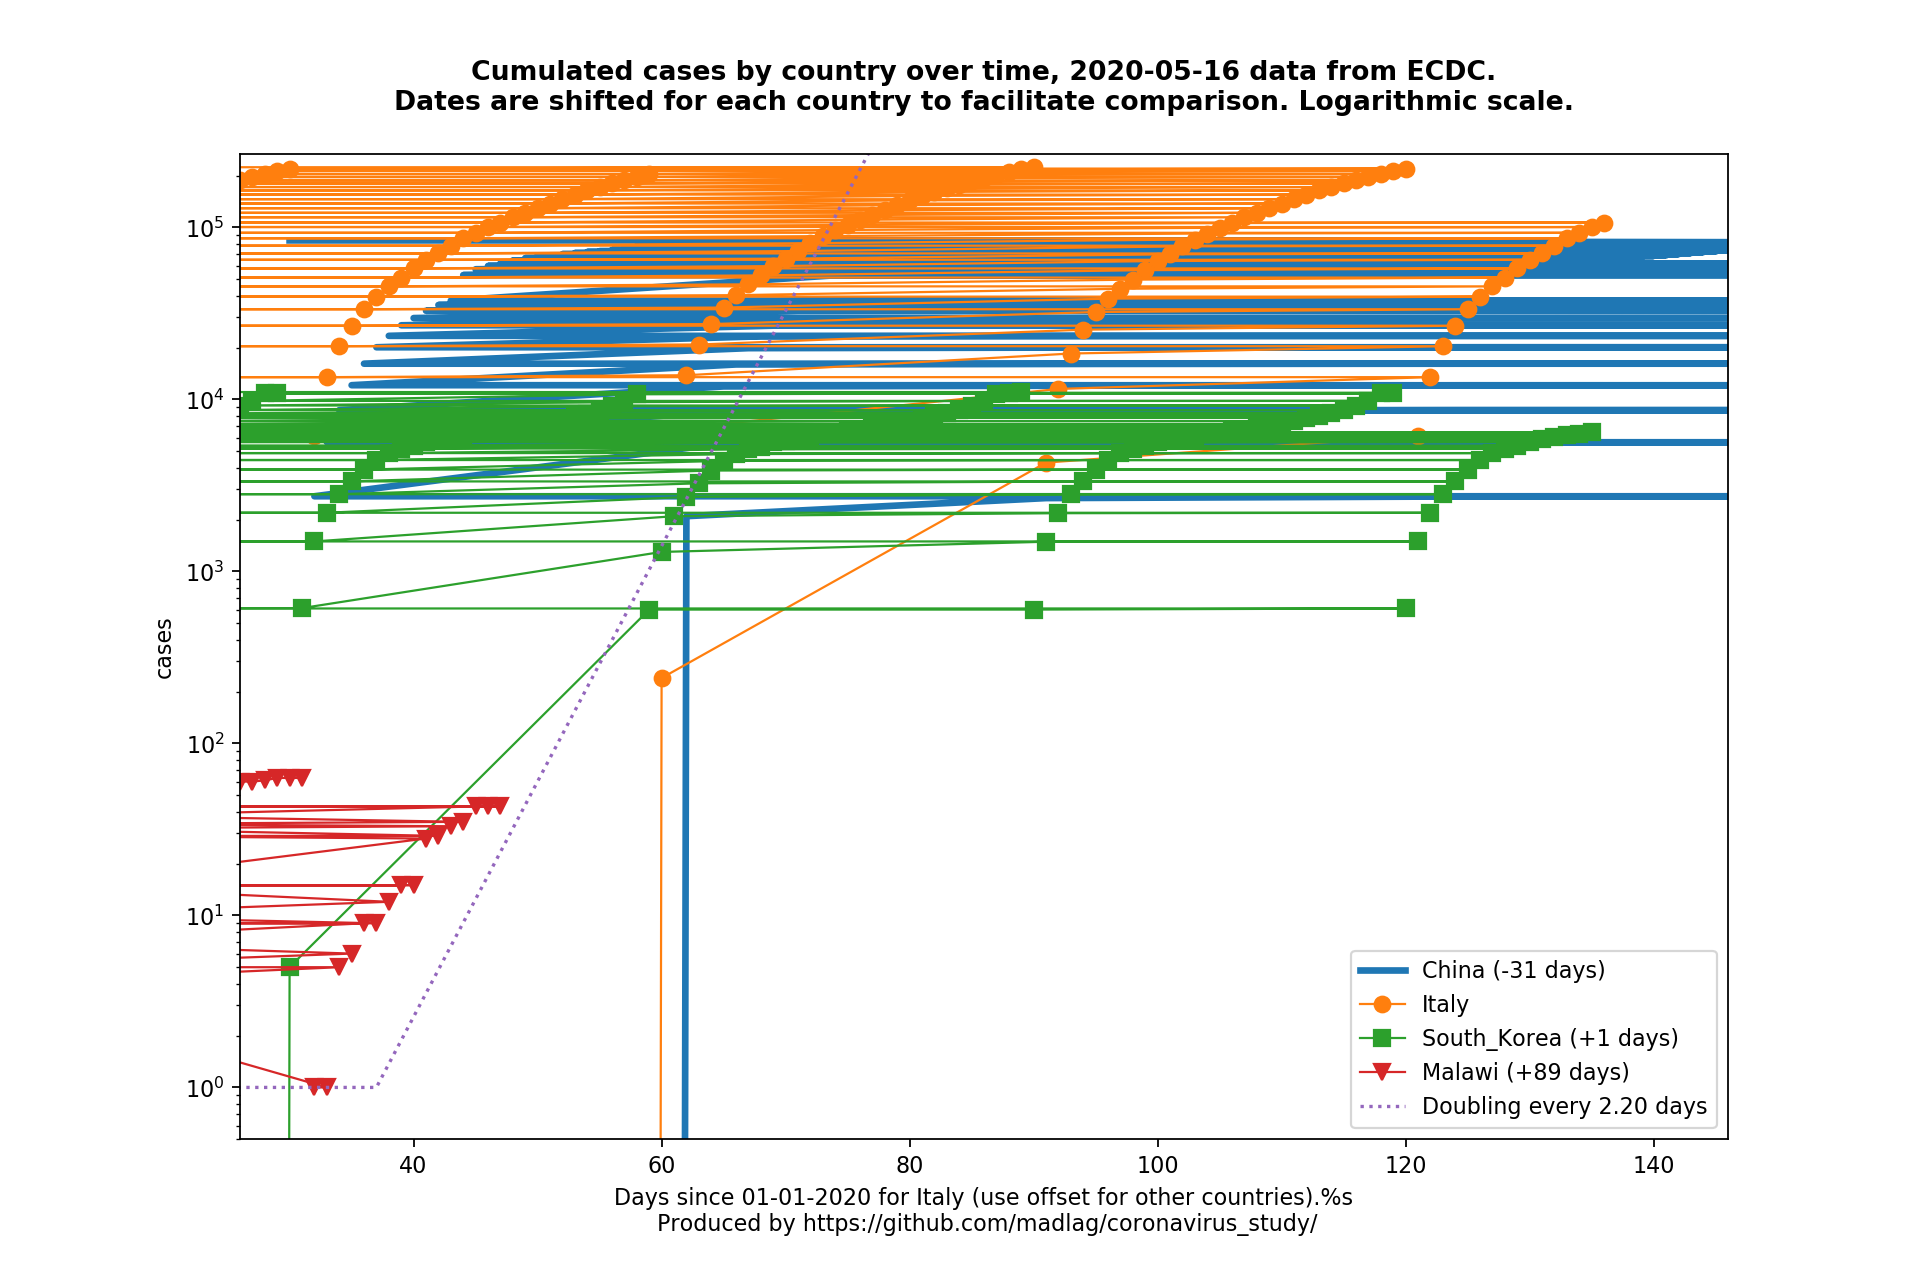 Cumulated cases by country over time, 2020-05-16 data from ECDC.
Dates are shifted for each country to facilitate comparison. Logarithmic scale.
10^5
10^4
10^3
10^2
10^1
10^0
cases
China (-31 days)
Italy
South_Korea (+1 days)
Malawi (+89 days)
Doubling every 2.20 days
40 60 80 100 120 140
Days since 01-01-2020 for Italy (use offset for other countries).%s
Produced by https://github.com/madlag/coronavirus_study/